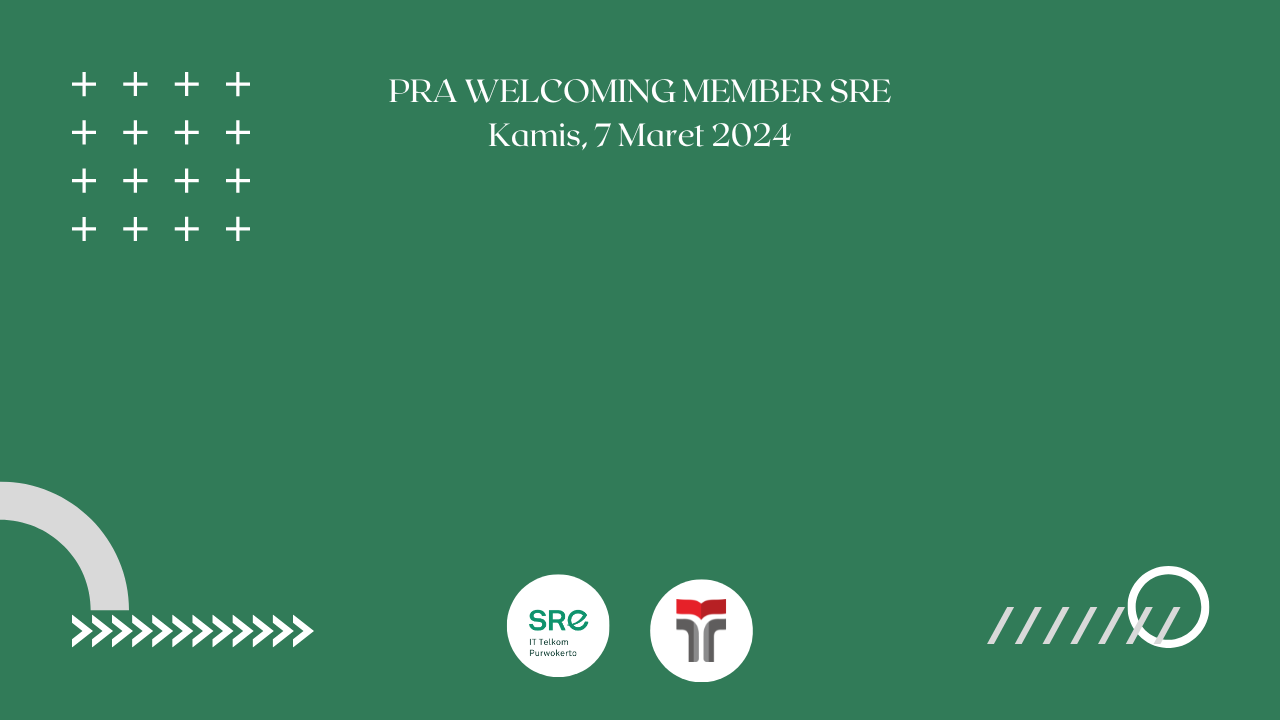 PRA WELCOMING MEMBER SRE
Kamis, 7 Maret 2024
SRe
IT Telkom
Purwokerto